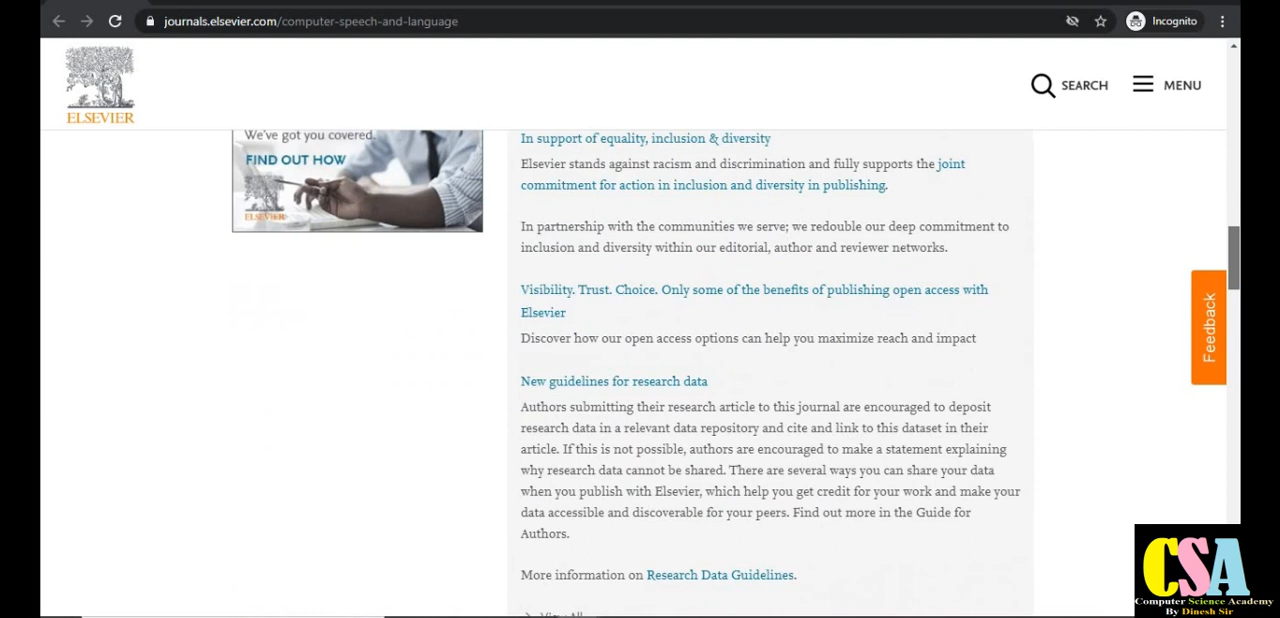 journals.elsevier.com/computer-speech-and-language
Incognito
ELSEVIER
SEARCH
MENU
We've got you covered.
FIND OUT HOW
ELSEVIER
In support of equality, inclusion & diversity
Elsevier stands against racism and discrimination and fully supports the joint
commitment for action in inclusion and diversity in publishing.
In partnership with the communities we serve; we redouble our deep commitment to
inclusion and diversity within our editorial, author and reviewer networks.
Visibility. Trust. Choice. Only some of the benefits of publishing open access with
Elsevier
Discover how our open access options can help you maximize reach and impact
New guidelines for research data
Authors submitting their research article to this journal are encouraged to deposit
research data in a relevant data repository and cite and link to this dataset in their
article. If this is not possible, authors are encouraged to make a statement explaining
why research data cannot be shared. There are several ways you can share your data
when you publish with Elsevier, which help you get credit for your work and make your
data accessible and discoverable for your peers. Find out more in the Guide for
Authors.
More information on Research Data Guidelines.
View All
Feedback
CSA
Computer Science Academy
By Dinesh Sir